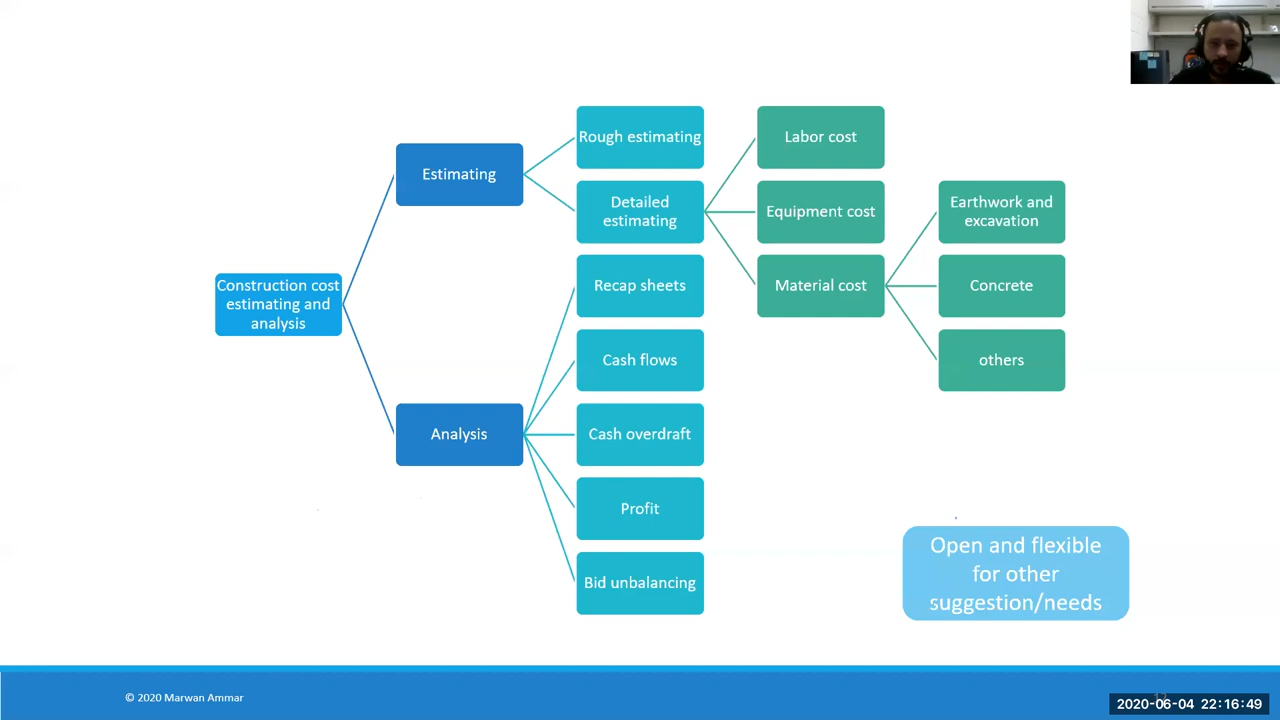 Construction cost
estimating and
analysis
Estimating
Rough estimating
Detailed
estimating
Labor cost
Equipment cost
Material cost
Earthwork and
excavation
Concrete
others
Analysis
Recap sheets
Cash flows
Cash overdraft
Profit
Bid unbalancing
Open and flexible
for other
suggestion/needs
© 2020 Marwan Ammar
2020-06-04 22:16:49